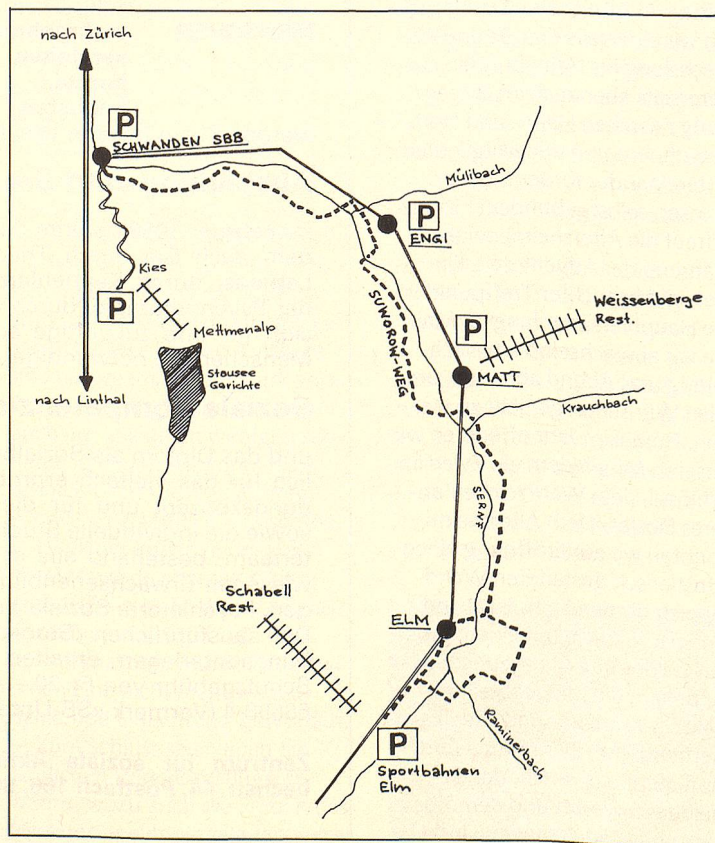 nach Zürich
P
SCHWANDEN SBB
Mülibach
P
ENGI
Kies
P
Mettmenalp
SUWOROW-WEG
P
Weissenberge
Rest.
Stausee
Garichte
MATT
nach Linthal
Krauchbach
SERNF
Schabell
Rest.
ELM
Raminerbach
P
Sportbahnen
Elm